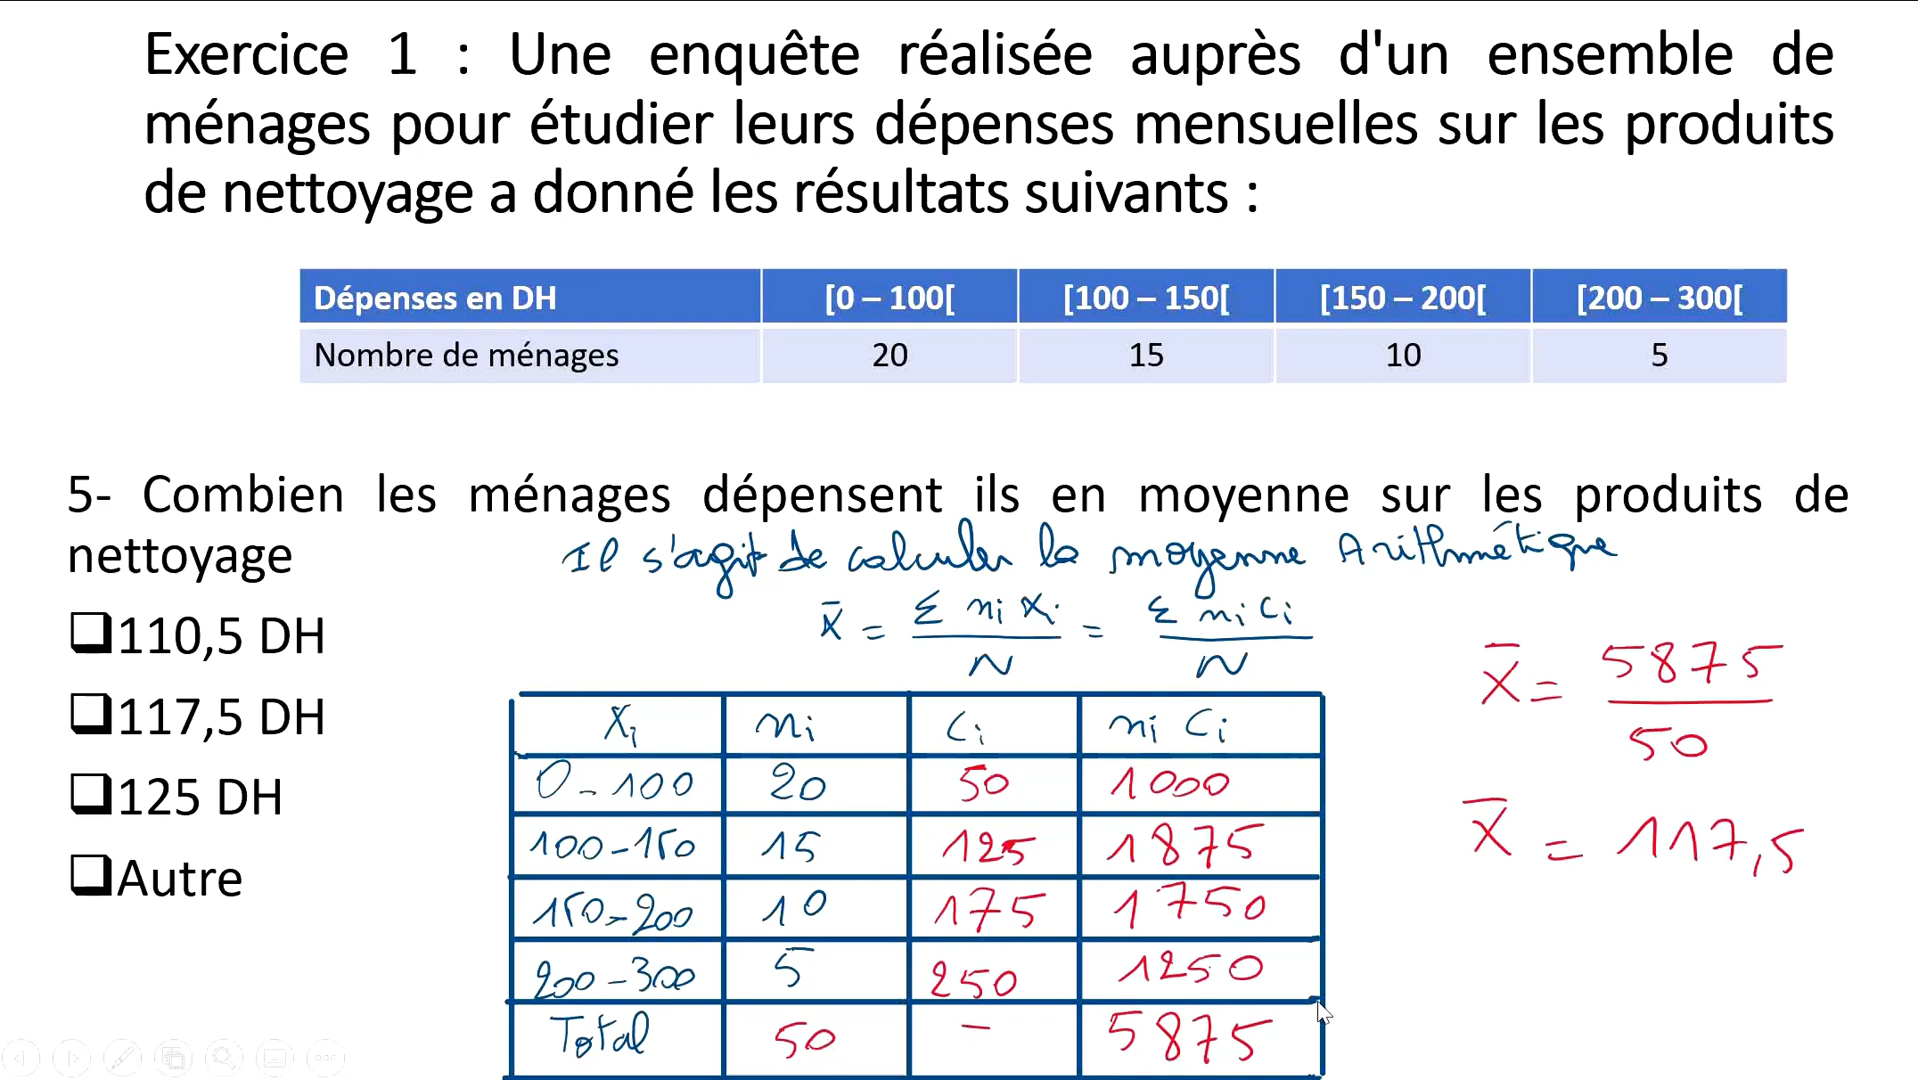 Exercice 1 : Une enquête réalisée auprès d'un ensemble de
ménages pour étudier leurs dépenses mensuelles sur les produits
de nettoyage a donné les résultats suivants :
Dépenses en DH [0 – 100[ [100 – 150[ [150 – 200[ [200 – 300[
Nombre de ménages 20 15 10 5
5- Combien les ménages dépensent ils en moyenne sur les produits de
nettoyage
Il s'agit de calculer la moyenne Arithmétique
❑110,5 DH
❑117,5 DH
❑125 DH
❑Autre
x̄ = Σ ni xi / N = Σ ni Ci / N
Xi ni Ci ni Ci
0-100 20 50 1000
100-150 15 125 1875
150-200 10 175 1750
200-300 5 250 1250
Total 50 - 5875
x̄ = 5875 / 50
x̄ = 117,5